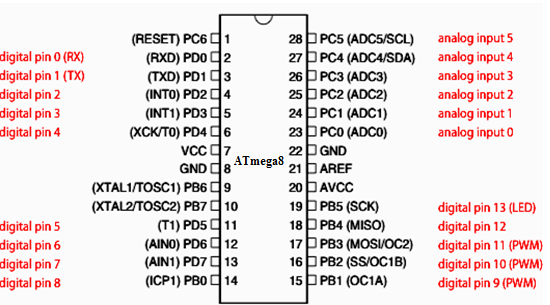 (RESET) PC6 1 28 PC5 (ADC5/SCL) analog input 5
digital pin 0 (RX) (RXD) PD0 2 27 PC4 (ADC4/SDA) analog input 4
digital pin 1 (TX) (TXD) PD1 3 26 PC3 (ADC3) analog input 3
digital pin 2 (INT0) PD2 4 25 PC2 (ADC2) analog input 2
digital pin 3 (INT1) PD3 5 24 PC1 (ADC1) analog input 1
digital pin 4 (XCK/T0) PD4 6 23 PC0 (ADC0) analog input 0
VCC 7 22 GND
GND 8 ATmega8 21 AREF
(XTAL1/TOSC1) PB6 9 20 AVCC
(XTAL2/TOSC2) PB7 10 19 PB5 (SCK) digital pin 13 (LED)
digital pin 5 (T1) PD5 11 18 PB4 (MISO) digital pin 12
digital pin 6 (AIN0) PD6 12 17 PB3 (MOSI/OC2) digital pin 11 (PWM)
digital pin 7 (AIN1) PD7 13 16 PB2 (SS/OC1B) digital pin 10 (PWM)
digital pin 8 (ICP1) PB0 14 15 PB1 (OC1A) digital pin 9 (PWM)